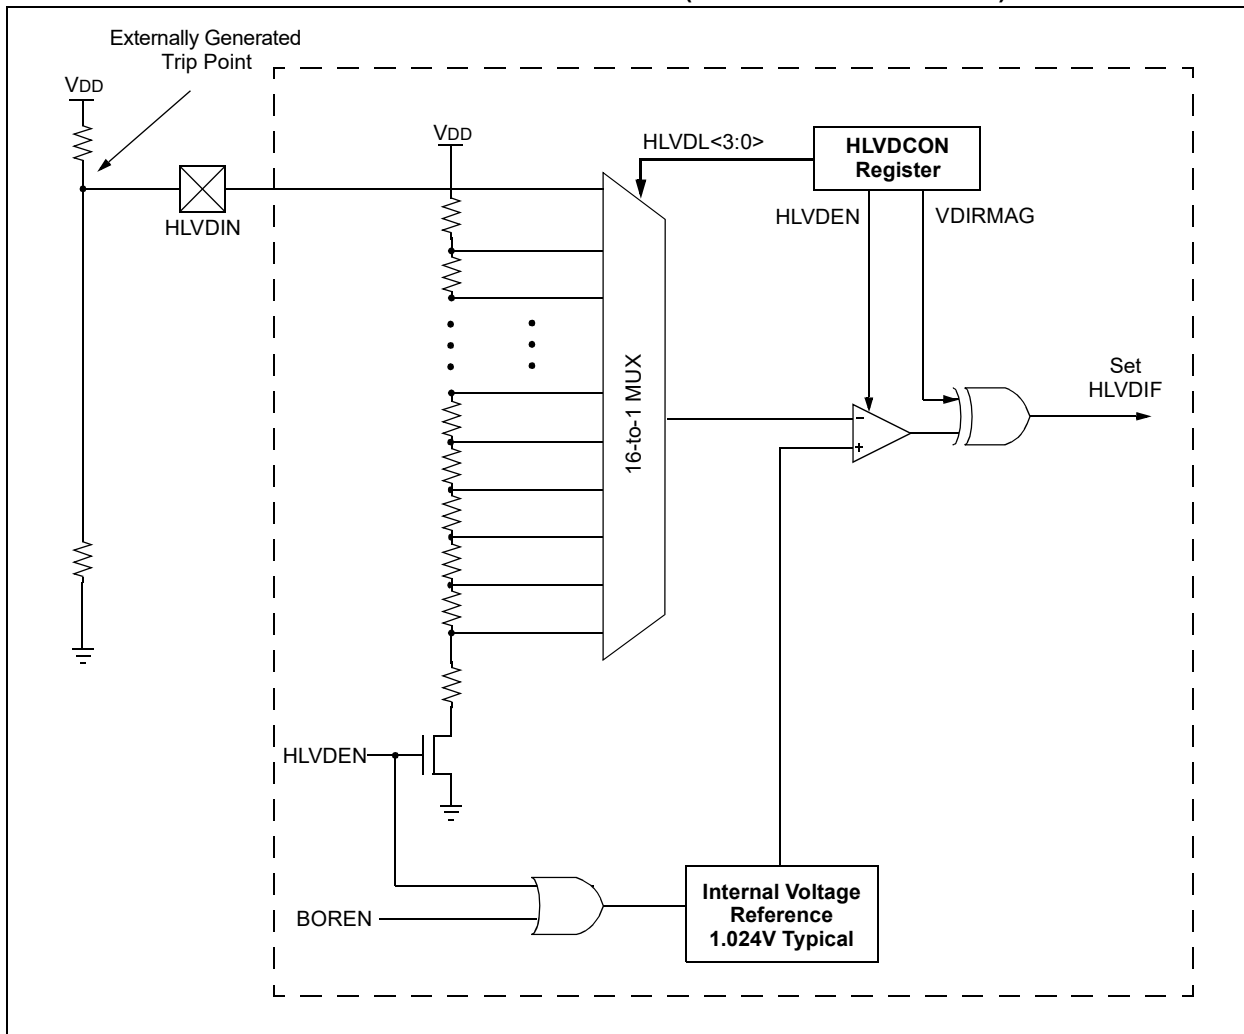 Externally Generated
Trip Point
VDD
VDD
HLVDL<3:0>
HLVDCON
Register
HLVDIN
HLVDEN
VDIRMAG
16-to-1 MUX
Set
HLVDIF
–
+
HLVDEN
BOREN
Internal Voltage
Reference
1.024V Typical